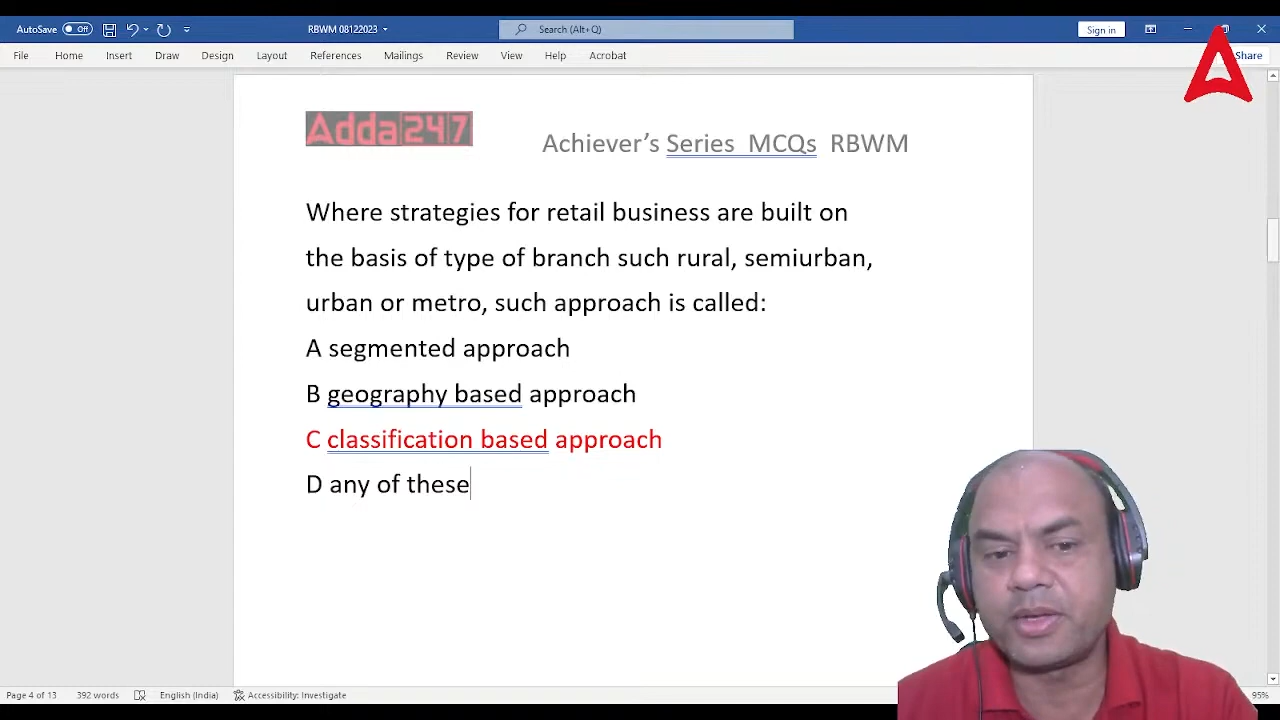 AutoSave Off RBWM 08122023 Search (Alt+Q) Sign in
File Home Insert Draw Design Layout References Mailings Review View Help Acrobat Share
Adda 247 Achiever's Series MCQs RBWM
Where strategies for retail business are built on
the basis of type of branch such rural, semiurban,
urban or metro, such approach is called:
A segmented approach
B geography based approach
C classification based approach
D any of these
Page 4 of 13 392 words English (India) Accessibility: Investigate 95%